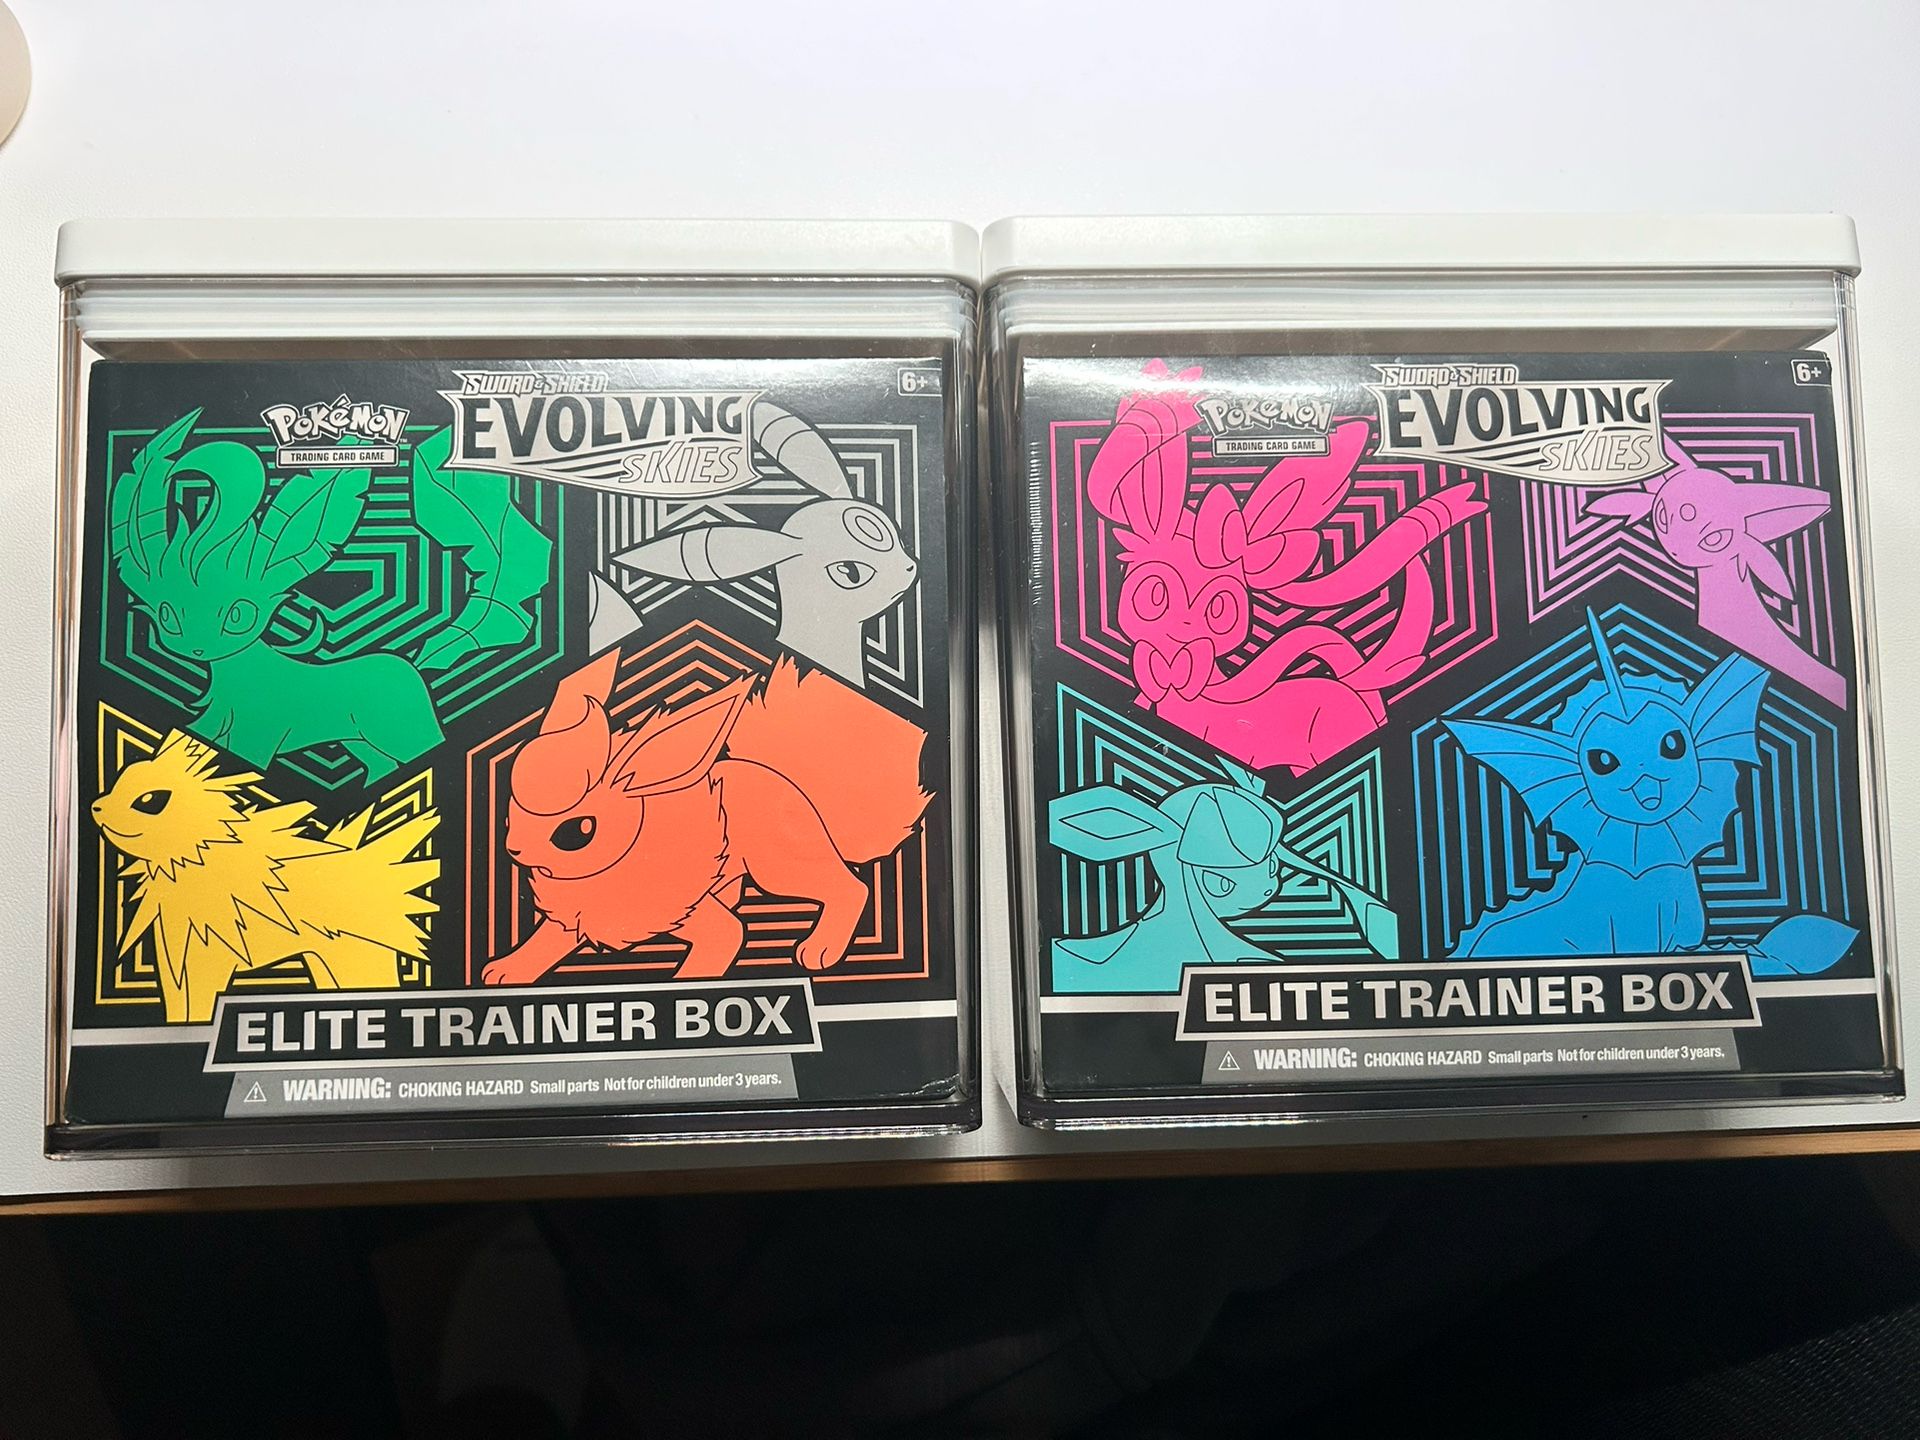 SWORD & SHIELD
6+
POKéMON
TM
EVOLVING
TRADING CARD GAME
SKIES
ELITE TRAINER BOX
WARNING: CHOKING HAZARD Small parts Not for children under 3 years.
SWORD & SHIELD
6+
POKéMON
EVOLVING
TRADING CARD GAME
SKIES
ELITE TRAINER BOX
WARNING: CHOKING HAZARD Small parts Not for children under 3 years.